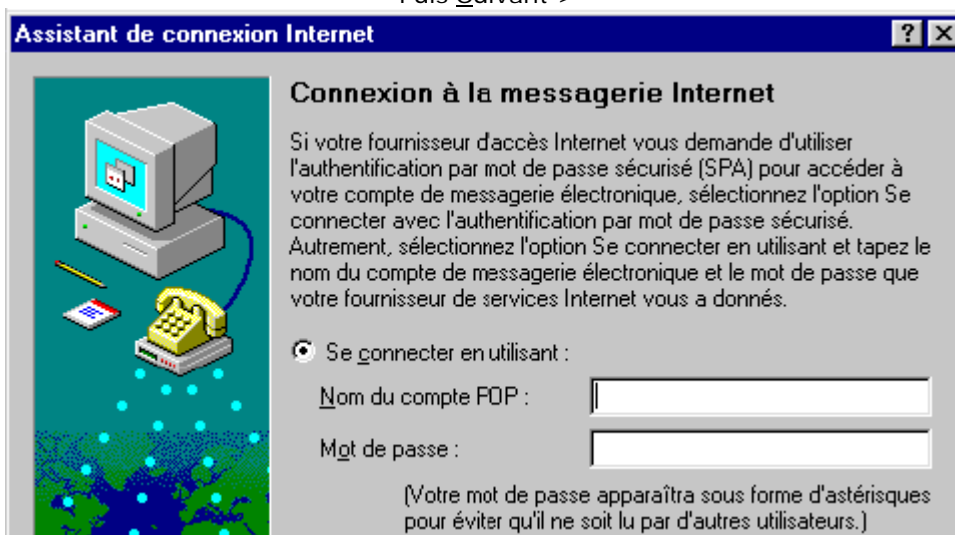 Puis Suivant >
Assistant de connexion Internet
Connexion à la messagerie Internet
Si votre fournisseur d'accès Internet vous demande d'utiliser
l'authentification par mot de passe sécurisé (SPA) pour accéder à
votre compte de messagerie électronique, sélectionnez l'option Se
connecter avec l'authentification par mot de passe sécurisé.
Autrement, sélectionnez l'option Se connecter en utilisant et tapez le
nom du compte de messagerie électronique et le mot de passe que
votre fournisseur de services Internet vous a donnés.
Se connecter en utilisant :
Nom du compte POP :
Mot de passe :
(Votre mot de passe apparaîtra sous forme d'astérisques
pour éviter qu'il ne soit lu par d'autres utilisateurs.)